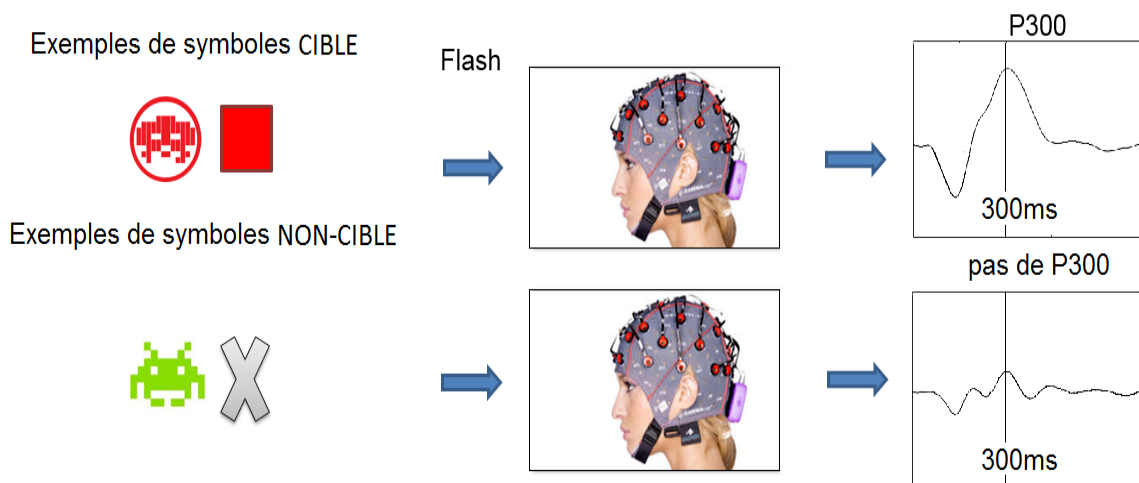 Exemples de symboles CIBLE
Flash
P300
300ms
Exemples de symboles NON-CIBLE
pas de P300
300ms